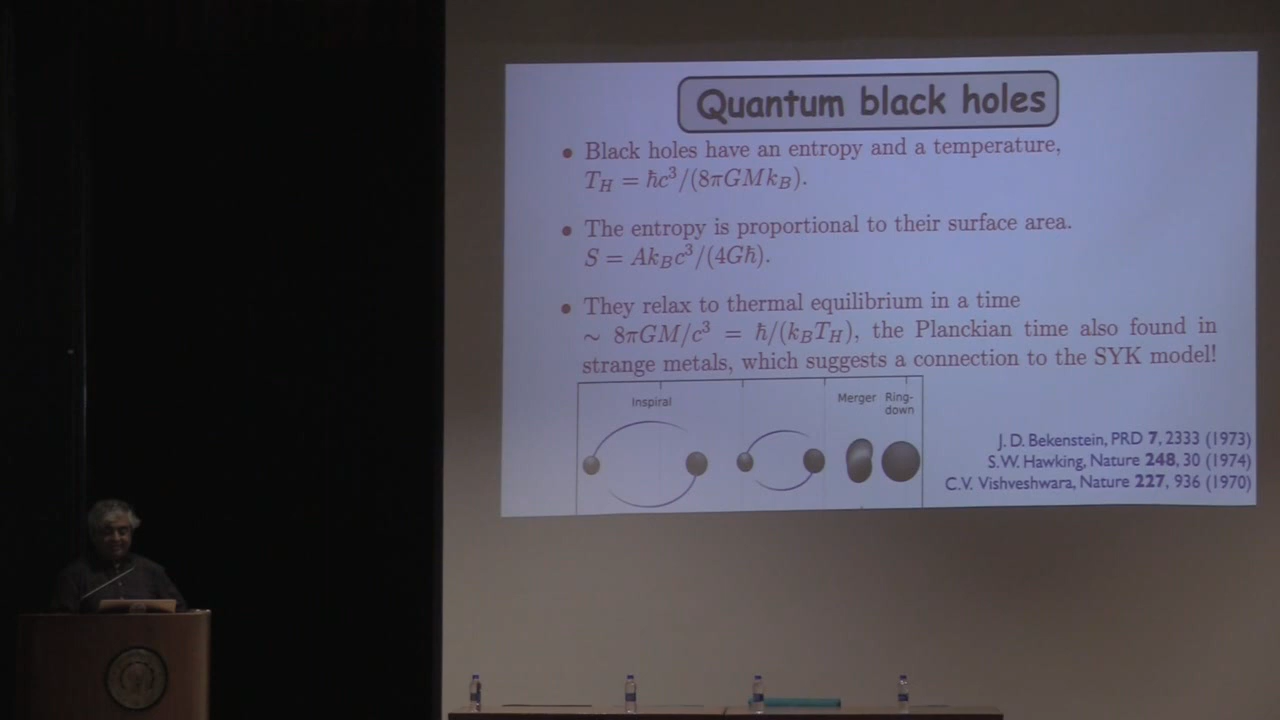 Quantum black holes
• Black holes have an entropy and a temperature,
T_H = ℏc³/(8πGMk_B).
• The entropy is proportional to their surface area.
S = Ak_Bc³/(4Gℏ).
• They relax to thermal equilibrium in a time
∼ 8πGM/c³ = ℏ/(k_BT_H), the Planckian time also found in
strange metals, which suggests a connection to the SYK model!
Inspiral
Merger
Ring-
down
J. D. Bekenstein, PRD 7, 2333 (1973)
S.W. Hawking, Nature 248, 30 (1974)
C.V. Vishveshwara, Nature 227, 936 (1970)